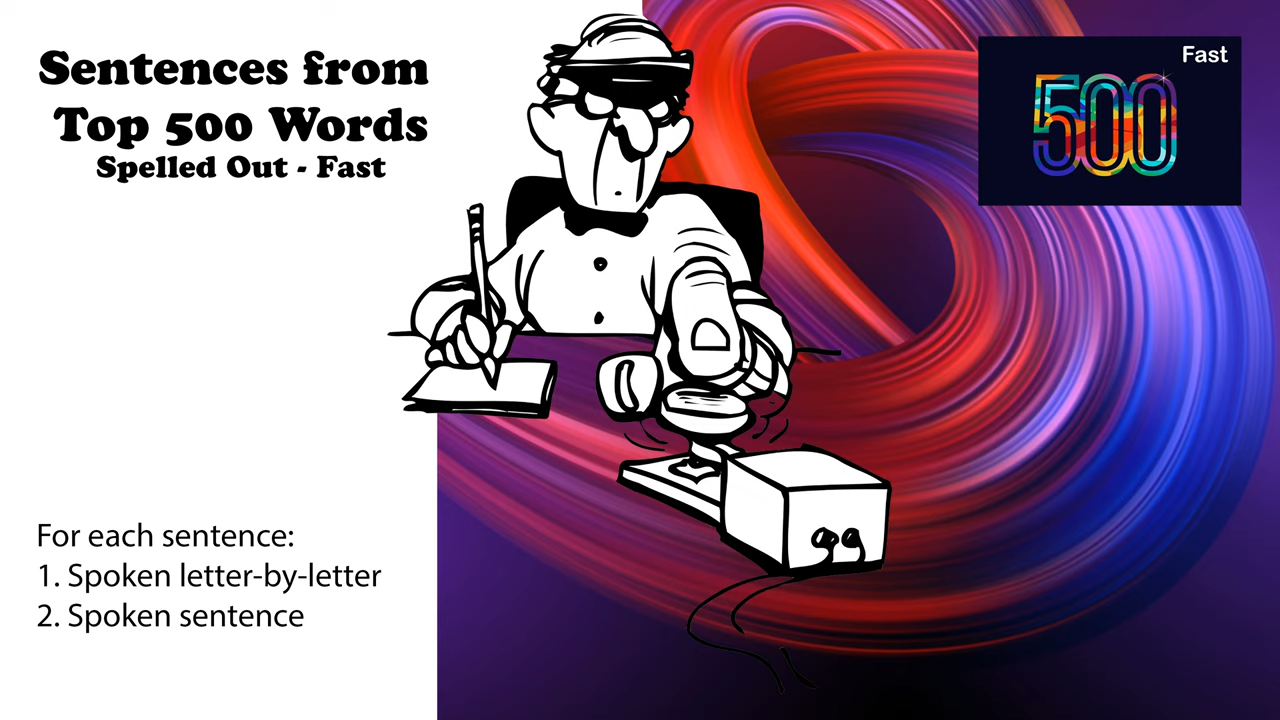 Sentences from
Top 500 Words
Spelled Out - Fast
Fast
500
For each sentence:
1. Spoken letter-by-letter
2. Spoken sentence